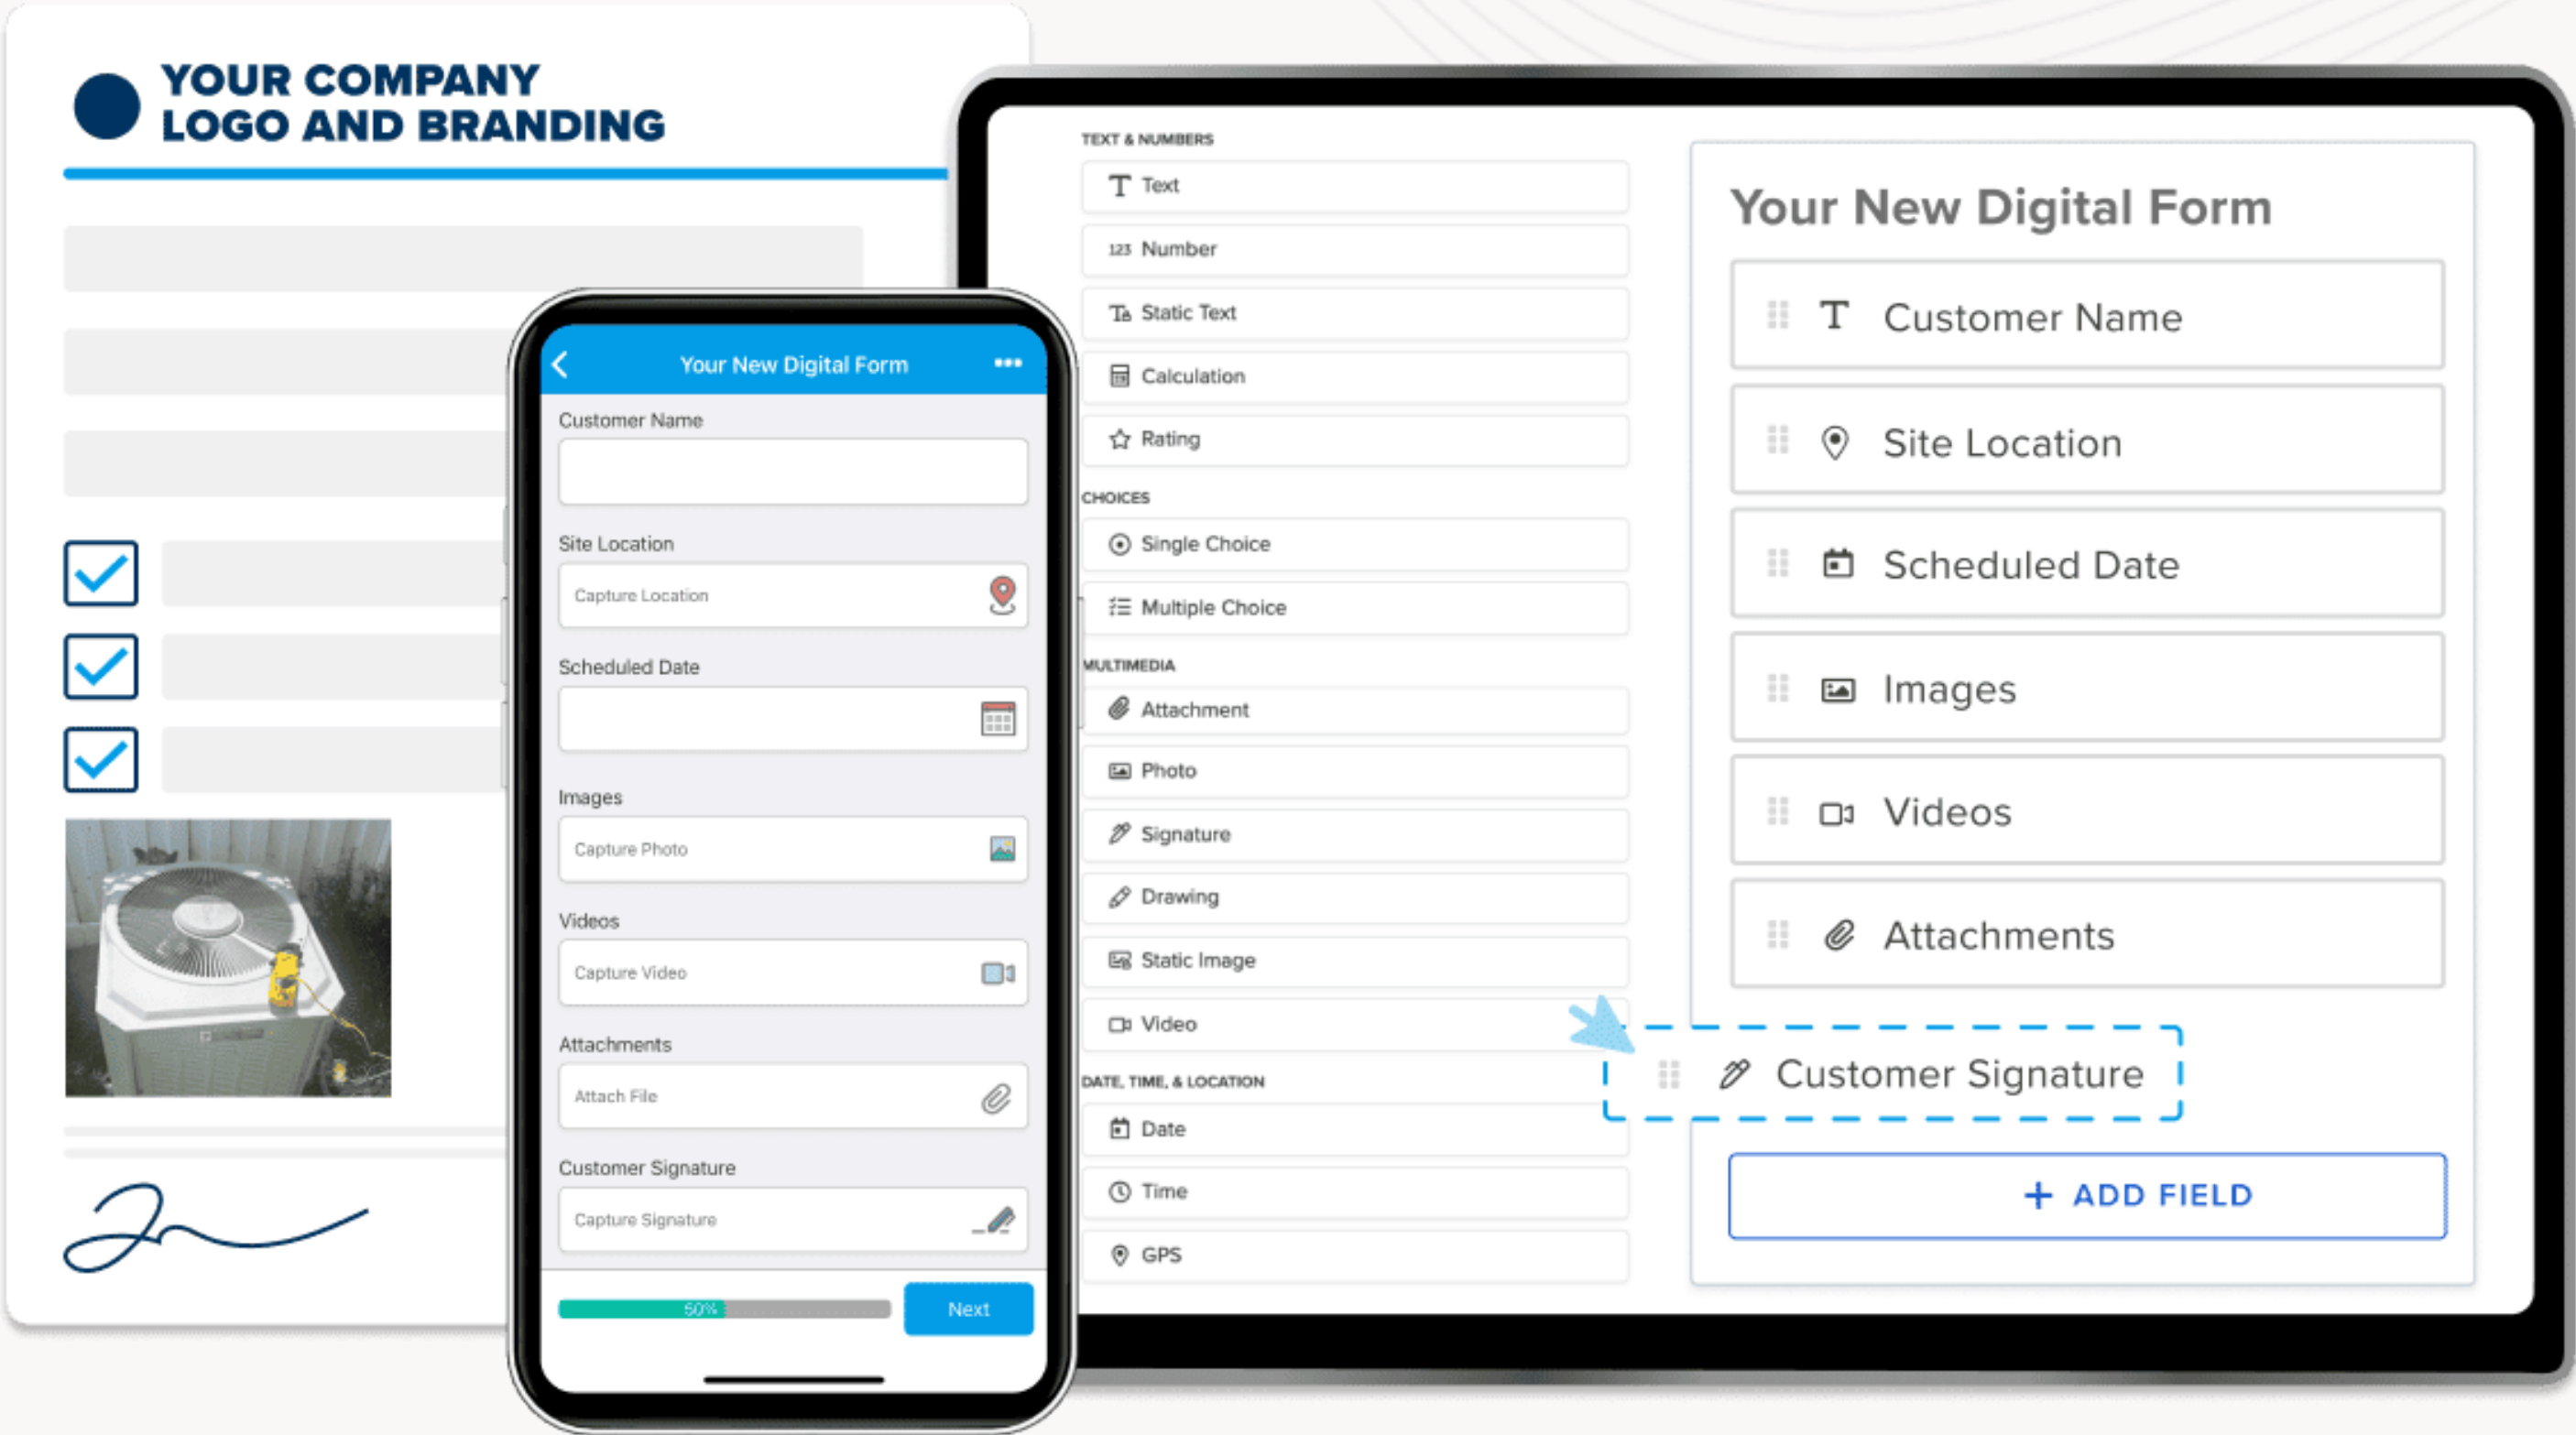 YOUR COMPANY
LOGO AND BRANDING
Your New Digital Form
Customer Name
Site Location
Capture Location
Scheduled Date
Images
Capture Photo
Videos
Capture Video
Attachments
Attach File
Customer Signature
Capture Signature
50%
Next
TEXT & NUMBERS
Text
123 Number
Static Text
Calculation
Rating
CHOICES
Single Choice
Multiple Choice
MULTIMEDIA
Attachment
Photo
Signature
Drawing
Static Image
Video
DATE, TIME, & LOCATION
Date
Time
GPS
Your New Digital Form
Customer Name
Site Location
Scheduled Date
Images
Videos
Attachments
Customer Signature
+ ADD FIELD